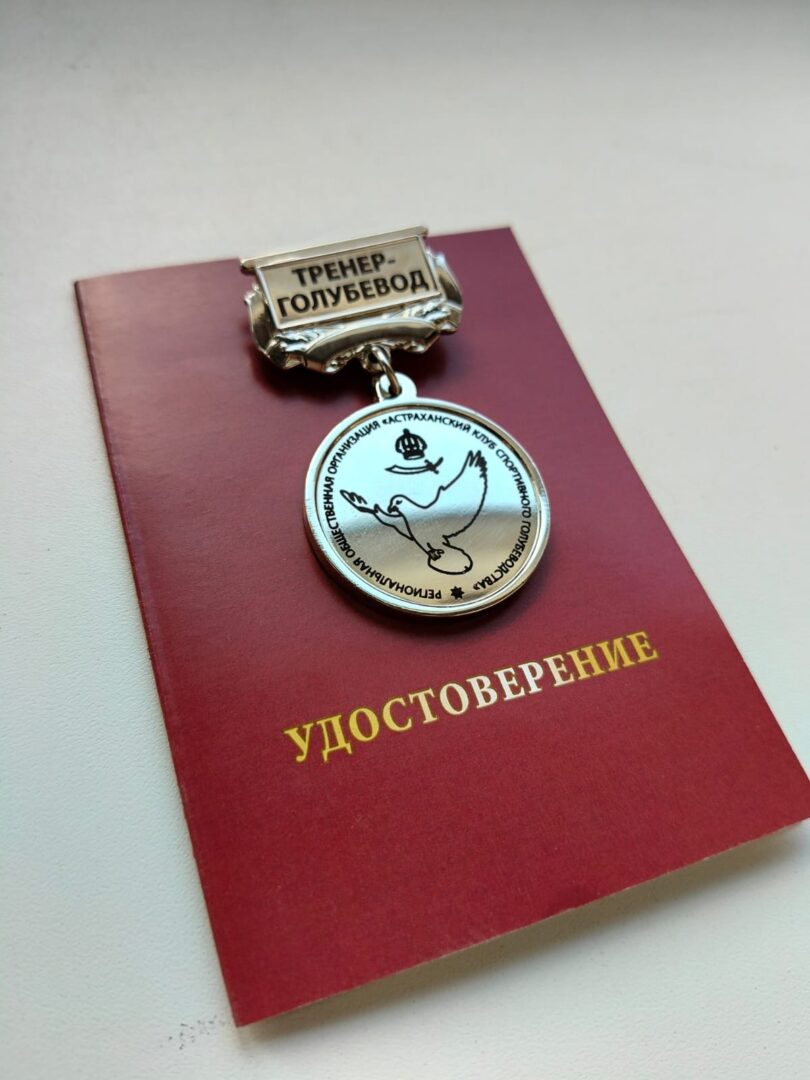 ТРЕНЕР-
ГОЛУБЕВОД
РЕГИОНАЛЬНАЯ ОБЩЕСТВЕННАЯ ОРГАНИЗАЦИЯ «АСТРАХАНСКИЙ КЛУБ СПОРТИВНОГО ГОЛУБЕВОДСТВА»
УДОСТОВЕРЕНИЕ